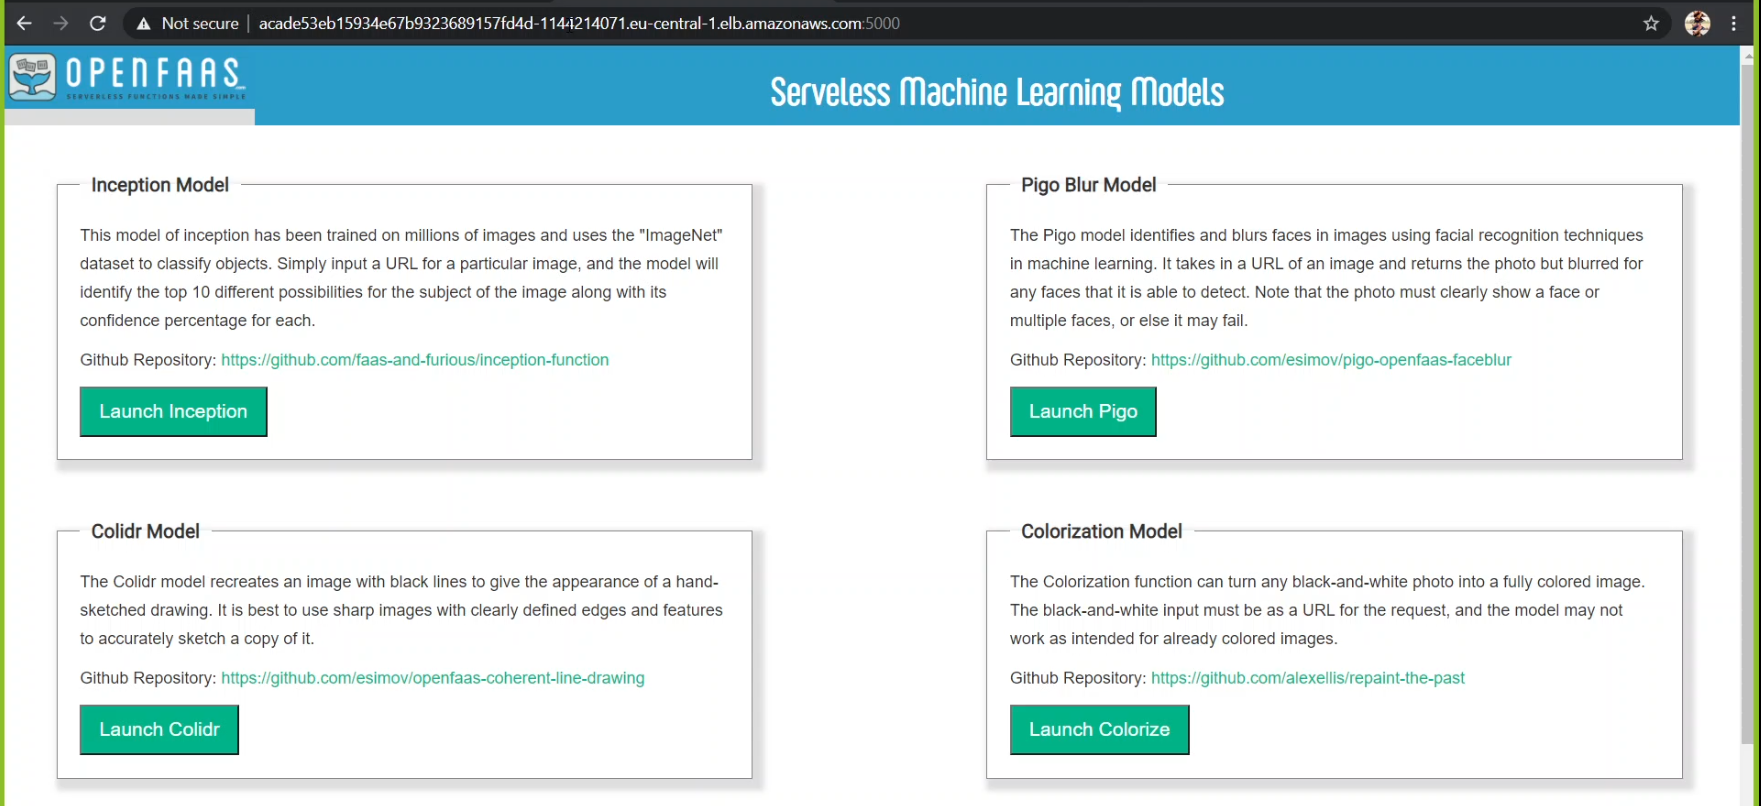 Not secure | acade53eb15934e67b9323689157fd4d-1144214071.eu-central-1.elb.amazonaws.com:5000
OPENFAAS_
SERVERLESS FUNCTIONS MADE SIMPLE
Serveless Machine Learning Models
Inception Model
This model of inception has been trained on millions of images and uses the "ImageNet"
dataset to classify objects. Simply input a URL for a particular image, and the model will
identify the top 10 different possibilities for the subject of the image along with its
confidence percentage for each.
Github Repository: https://github.com/faas-and-furious/inception-function
Launch Inception
Pigo Blur Model
The Pigo model identifies and blurs faces in images using facial recognition techniques
in machine learning. It takes in a URL of an image and returns the photo but blurred for
any faces that it is able to detect. Note that the photo must clearly show a face or
multiple faces, or else it may fail.
Github Repository: https://github.com/esimov/pigo-openfaas-faceblur
Launch Pigo
Colidr Model
The Colidr model recreates an image with black lines to give the appearance of a hand-
sketched drawing. It is best to use sharp images with clearly defined edges and features
to accurately sketch a copy of it.
Github Repository: https://github.com/esimov/openfaas-coherent-line-drawing
Launch Colidr
Colorization Model
The Colorization function can turn any black-and-white photo into a fully colored image.
The black-and-white input must be as a URL for the request, and the model may not
work as intended for already colored images.
Github Repository: https://github.com/alexellis/repaint-the-past
Launch Colorize